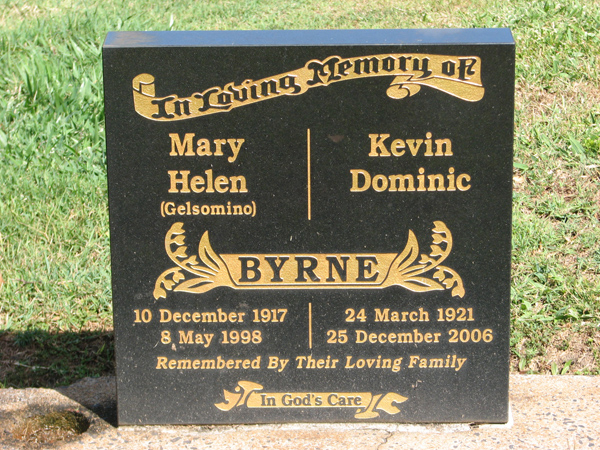 In Loving Memory of
Mary
Helen
(Gelsomino)
Kevin
Dominic
BYRNE
10 December 1917
8 May 1998
24 March 1921
25 December 2006
Remembered By Their Loving Family
In God's Care